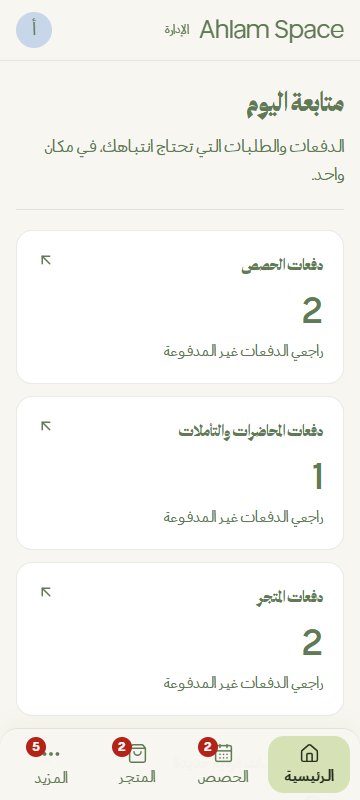 Ahlam Space الإدارة
أ
متابعة اليوم
الدفعات والطلبات التي تحتاج انتباهك، في مكان
واحد.
دفعات الحصص
2
راجعي الدفعات غير المدفوعة
دفعات المحاضرات والتأملات
1
راجعي الدفعات غير المدفوعة
دفعات المتجر
2
راجعي الدفعات غير المدفوعة
الرئيسية
2
الحصص
2
المتجر
5
المزيد